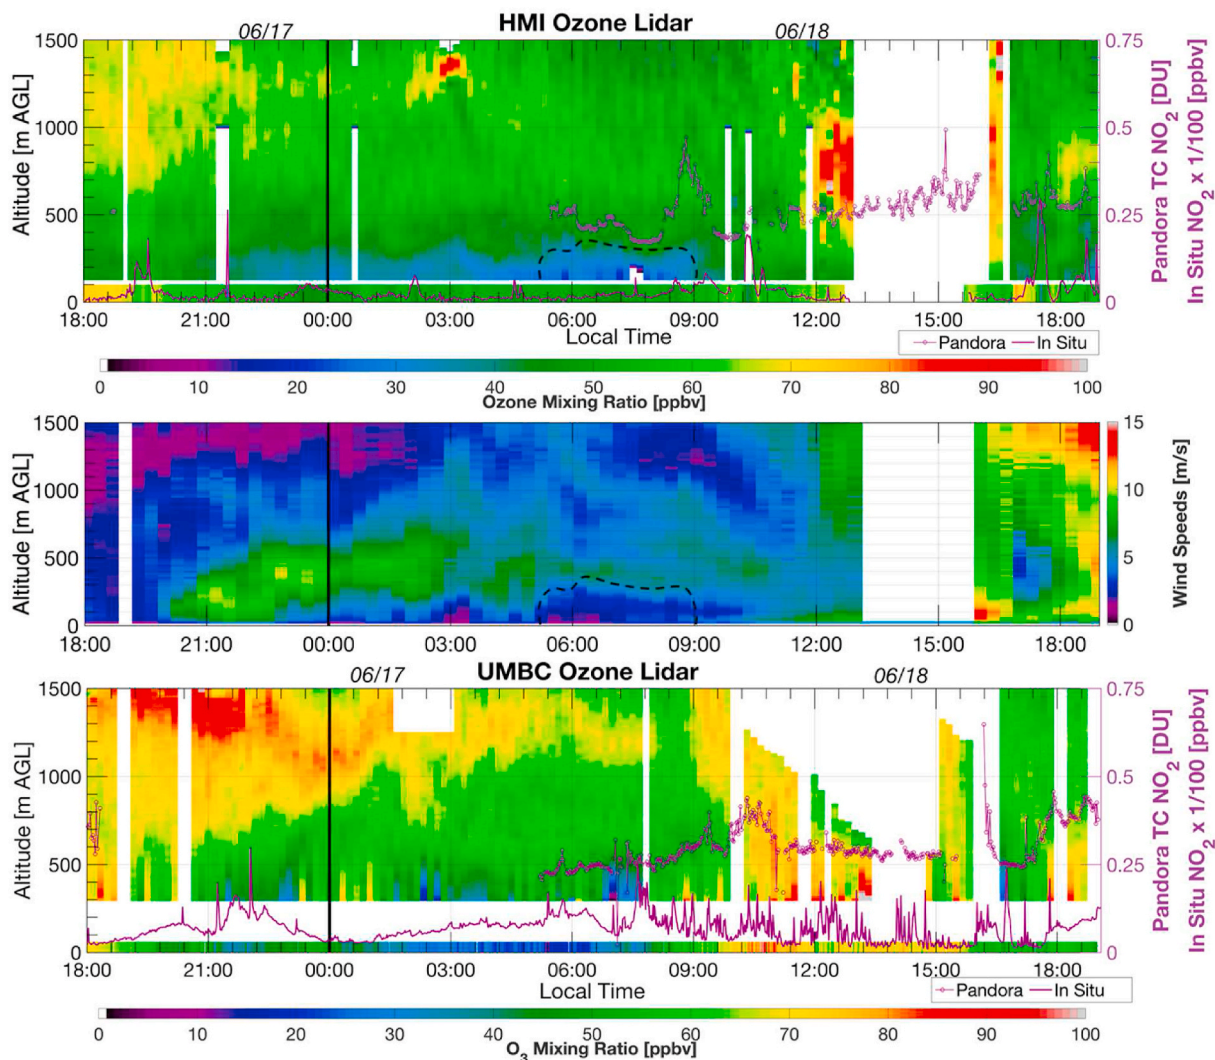 HMI Ozone Lidar
06/17
06/18
Altitude [m AGL]
1500
1000
500
0
0.75
0.5
0.25
0
Pandora TC NO2 [DU]
In Situ NO2 x 1/100 [ppbv]
18:00 21:00 00:00 03:00 06:00 09:00 12:00 15:00 18:00
Local Time
Pandora In Situ
0 10 20 30 40 50 60 70 80 90 100
Ozone Mixing Ratio [ppbv]
Altitude [m AGL]
1500
1000
500
0
15
10
5
0
Wind Speeds [m/s]
18:00 21:00 00:00 03:00 06:00 09:00 12:00 15:00 18:00
UMBC Ozone Lidar
06/17
06/18
Altitude [m AGL]
1500
1000
500
0
0.75
0.5
0.25
0
Pandora TC NO2 [DU]
In Situ NO2 x 1/100 [ppbv]
18:00 21:00 00:00 03:00 06:00 09:00 12:00 15:00 18:00
Local Time
Pandora In Situ
0 10 20 30 40 50 60 70 80 90 100
O3 Mixing Ratio [ppbv]